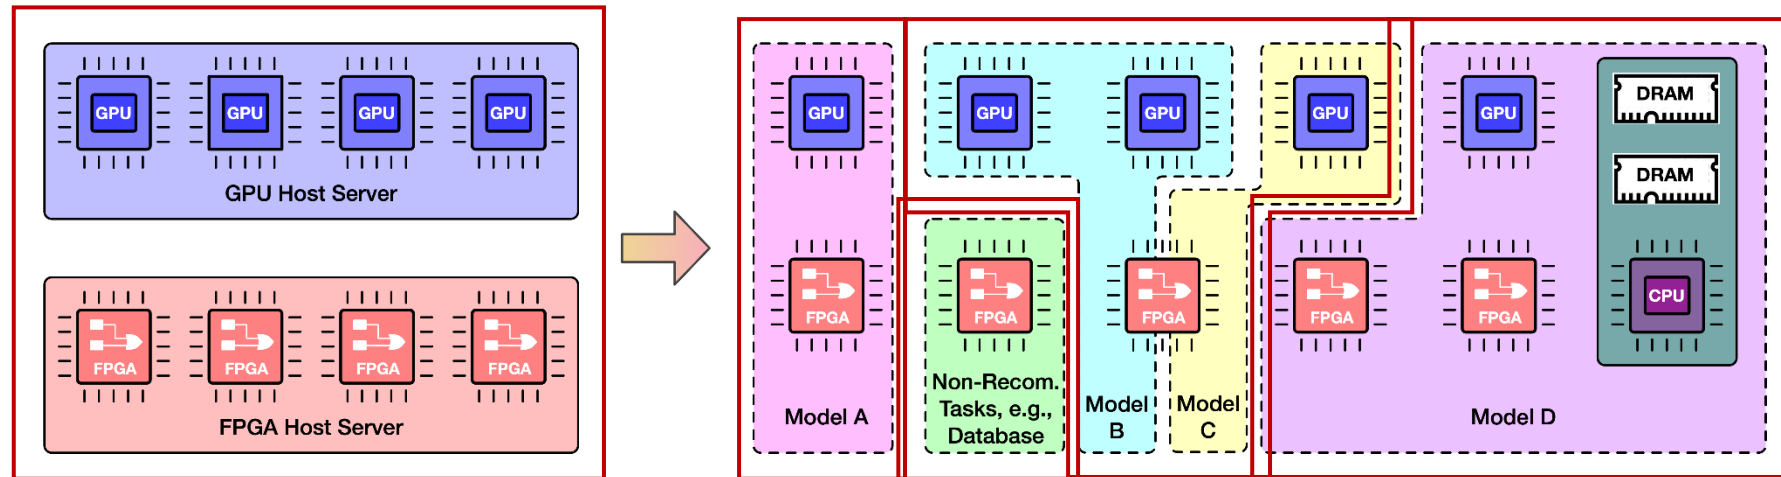 GPU
GPU
GPU
GPU
GPU Host Server
FPGA
FPGA
FPGA
FPGA
FPGA Host Server
GPU
FPGA
Model A
GPU
GPU
FPGA
Non-Recom.
Tasks, e.g.,
Database
FPGA
Model
B
GPU
Model
C
GPU
FPGA
FPGA
DRAM
DRAM
CPU
Model D